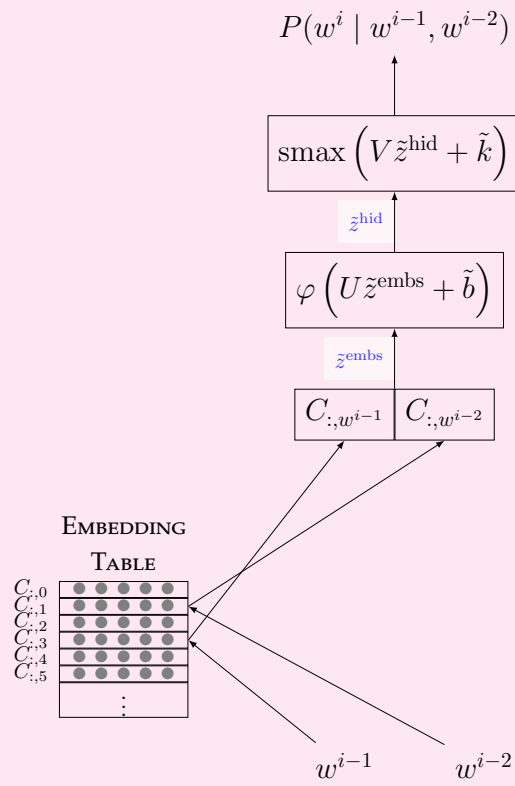 P(w^i | w^{i−1}, w^{i−2})
smax (V z̃^hid + k̃)
z̃^hid
φ (U z̃^embs + b̃)
z̃^embs
C_{:,w^{i−1}} C_{:,w^{i−2}}
EMBEDDING
TABLE
C_{:,0}
C_{:,1}
C_{:,2}
C_{:,3}
C_{:,4}
C_{:,5}
⋮
w^{i−1} w^{i−2}